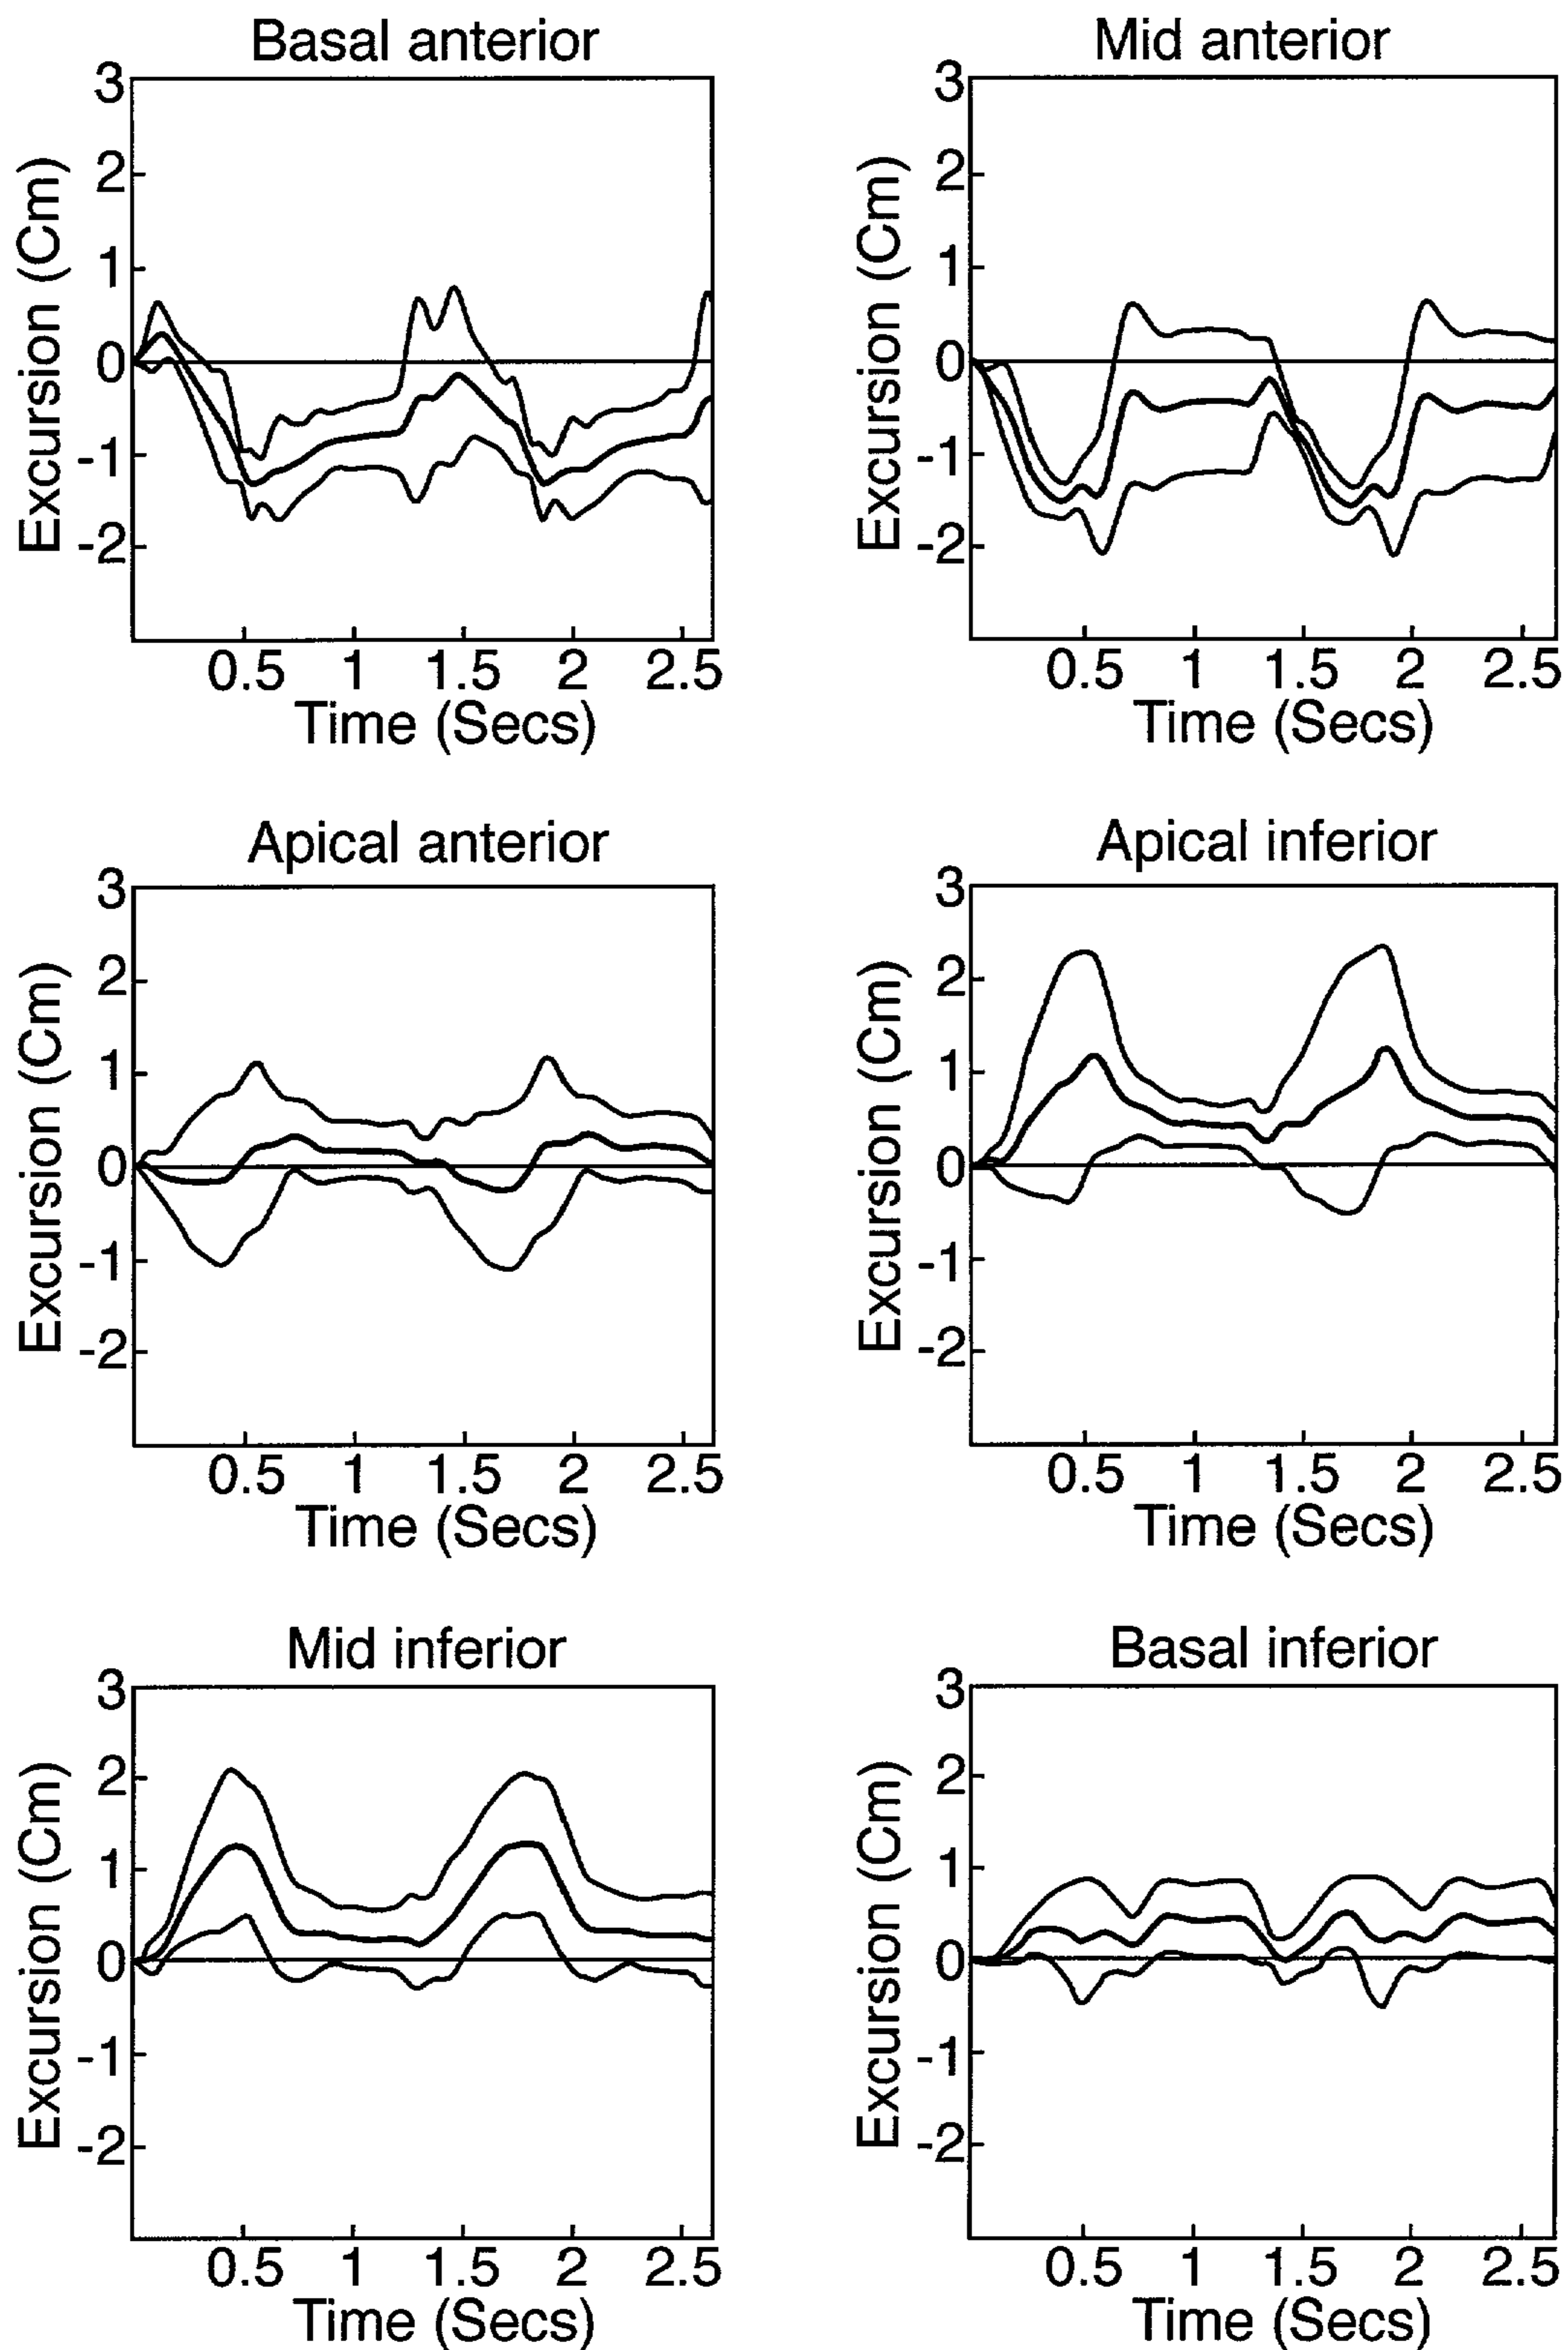 Basal anterior
Excursion (Cm)
3
2
1
0
-1
-2
0.5 1 1.5 2 2.5
Time (Secs)
Mid anterior
Excursion (Cm)
3
2
1
0
-1
-2
0.5 1 1.5 2 2.5
Time (Secs)
Apical anterior
Excursion (Cm)
3
2
1
0
-1
-2
0.5 1 1.5 2 2.5
Time (Secs)
Apical inferior
Excursion (Cm)
3
2
1
0
-1
-2
0.5 1 1.5 2 2.5
Time (Secs)
Mid inferior
Excursion (Cm)
3
2
1
0
-1
-2
0.5 1 1.5 2 2.5
Time (Secs)
Basal inferior
Excursion (Cm)
3
2
1
0
-1
-2
0.5 1 1.5 2 2.5
Time (Secs)